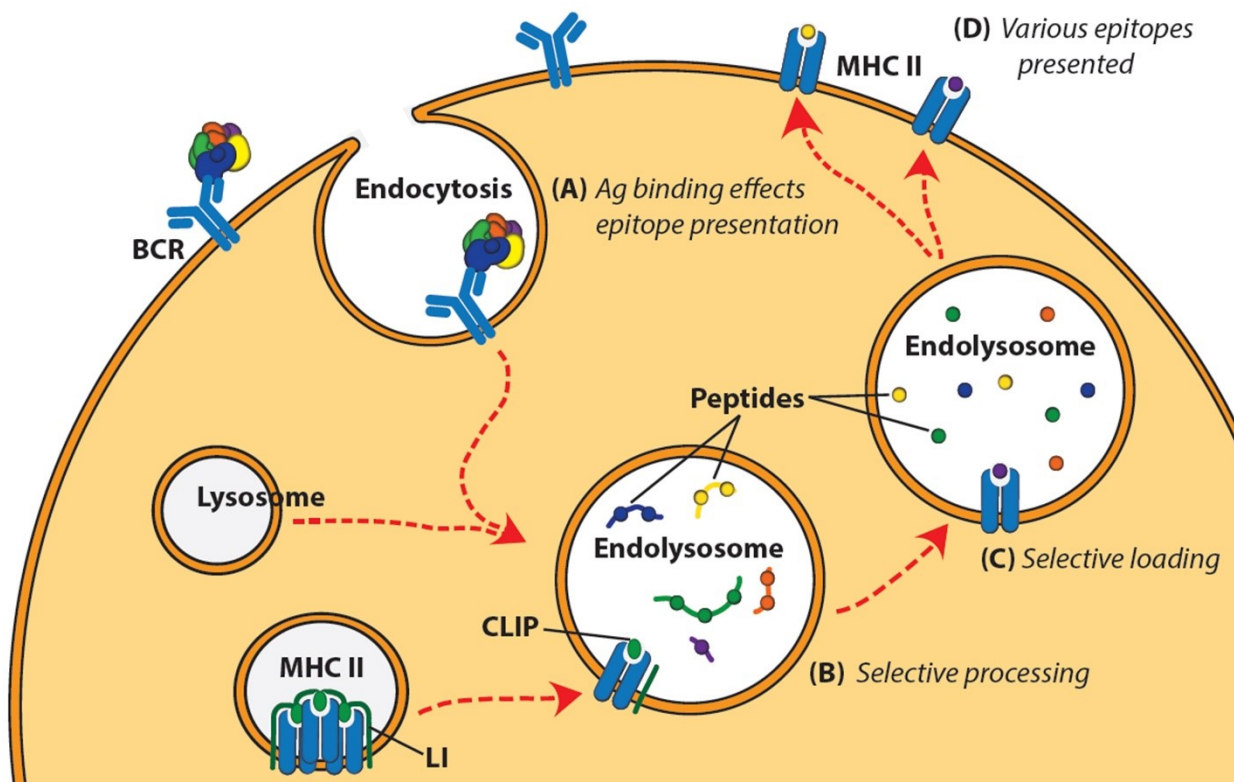 (D) Various epitopes
presented
MHC II
Endocytosis
(A) Ag binding effects
epitope presentation
BCR
Endolysosome
Peptides
Lysosome
Endolysosome
(C) Selective loading
CLIP
MHC II
(B) Selective processing
LI